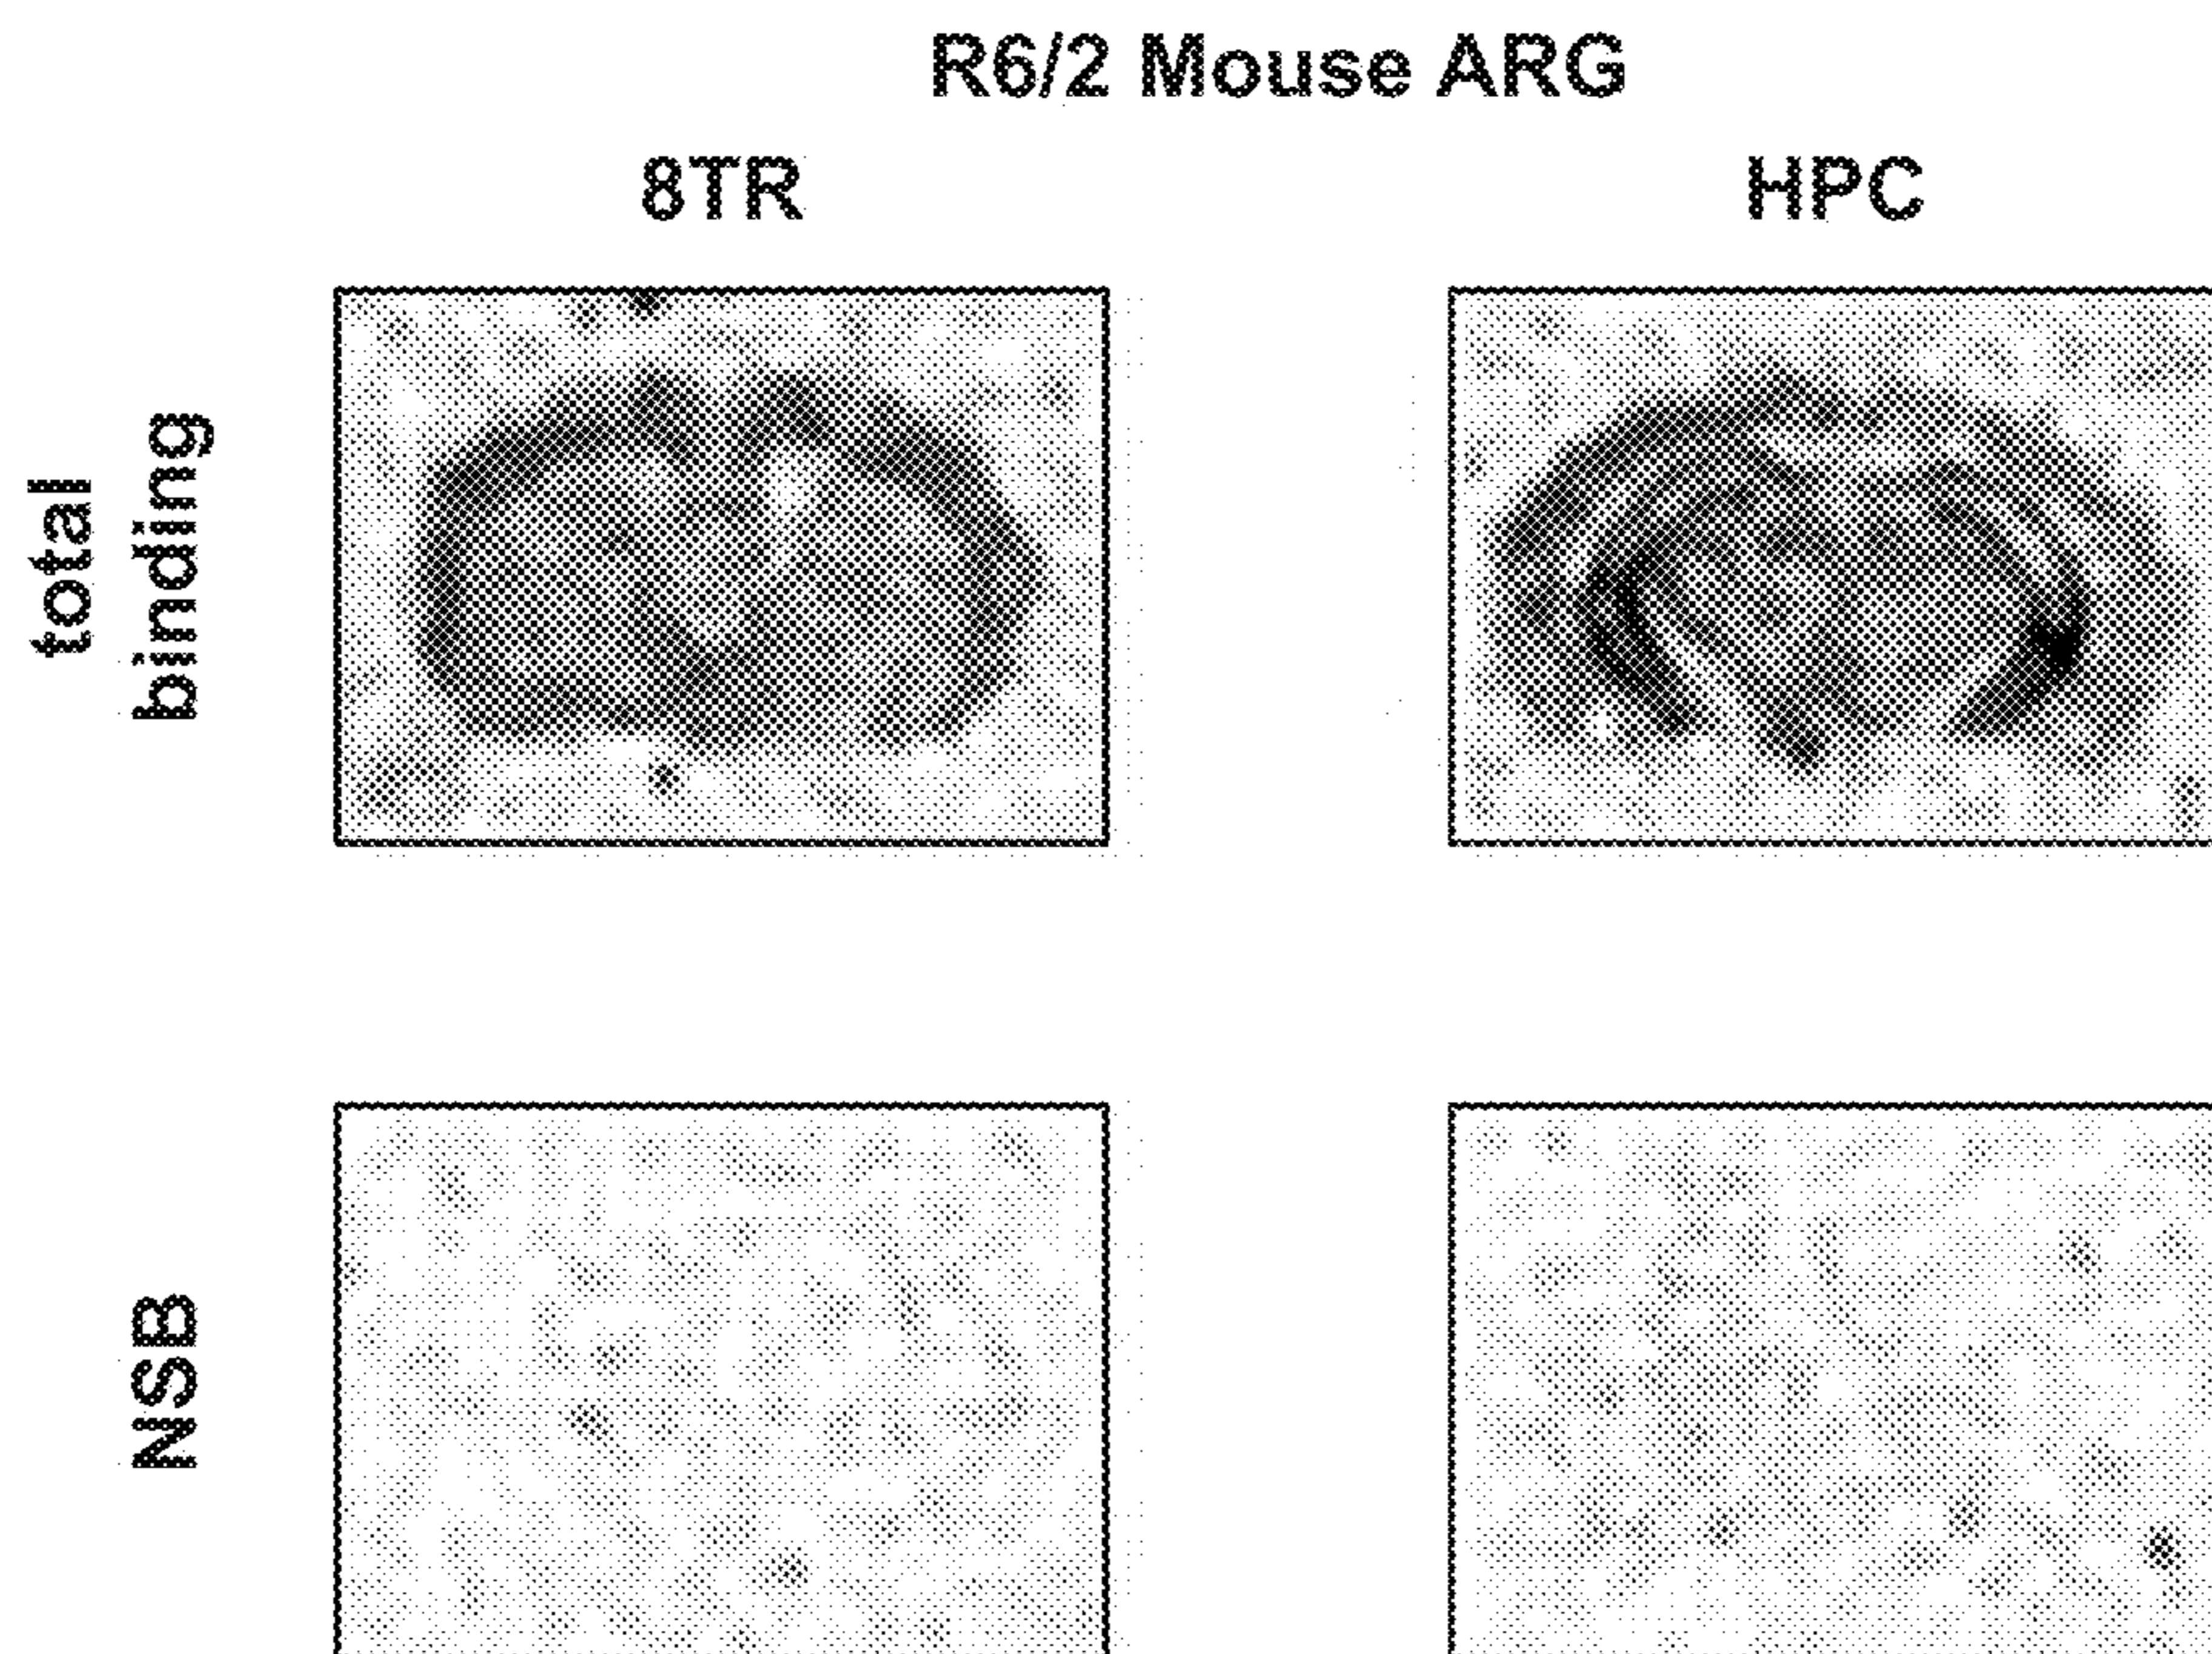 R6/2 Mouse ARG
8TR
HPC
total
binding
NSB